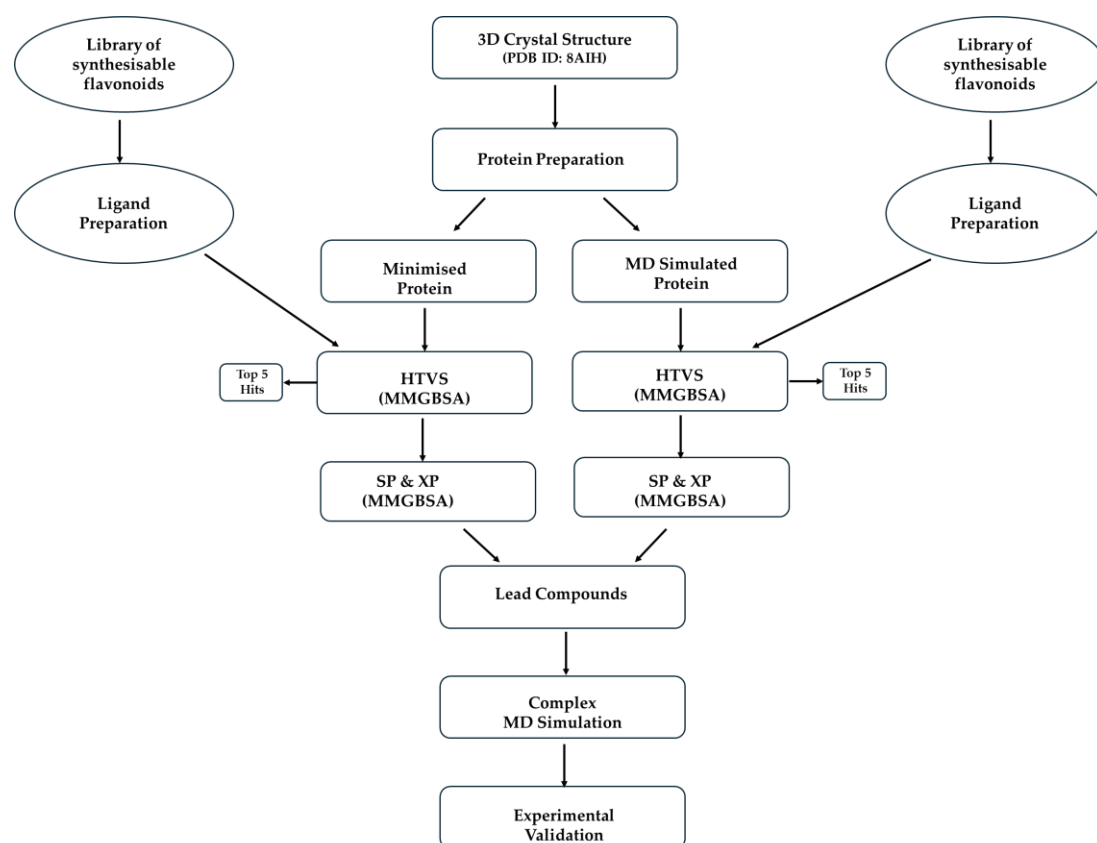 Library of
synthesisable
flavonoids
3D Crystal Structure
(PDB ID: 8AIH)
Library of
synthesisable
flavonoids
Protein Preparation
Ligand
Preparation
Ligand
Preparation
Minimised
Protein
MD Simulated
Protein
Top 5
Hits
HTVS
(MMGBSA)
HTVS
(MMGBSA)
Top 5
Hits
SP & XP
(MMGBSA)
SP & XP
(MMGBSA)
Lead Compounds
Complex
MD Simulation
Experimental
Validation